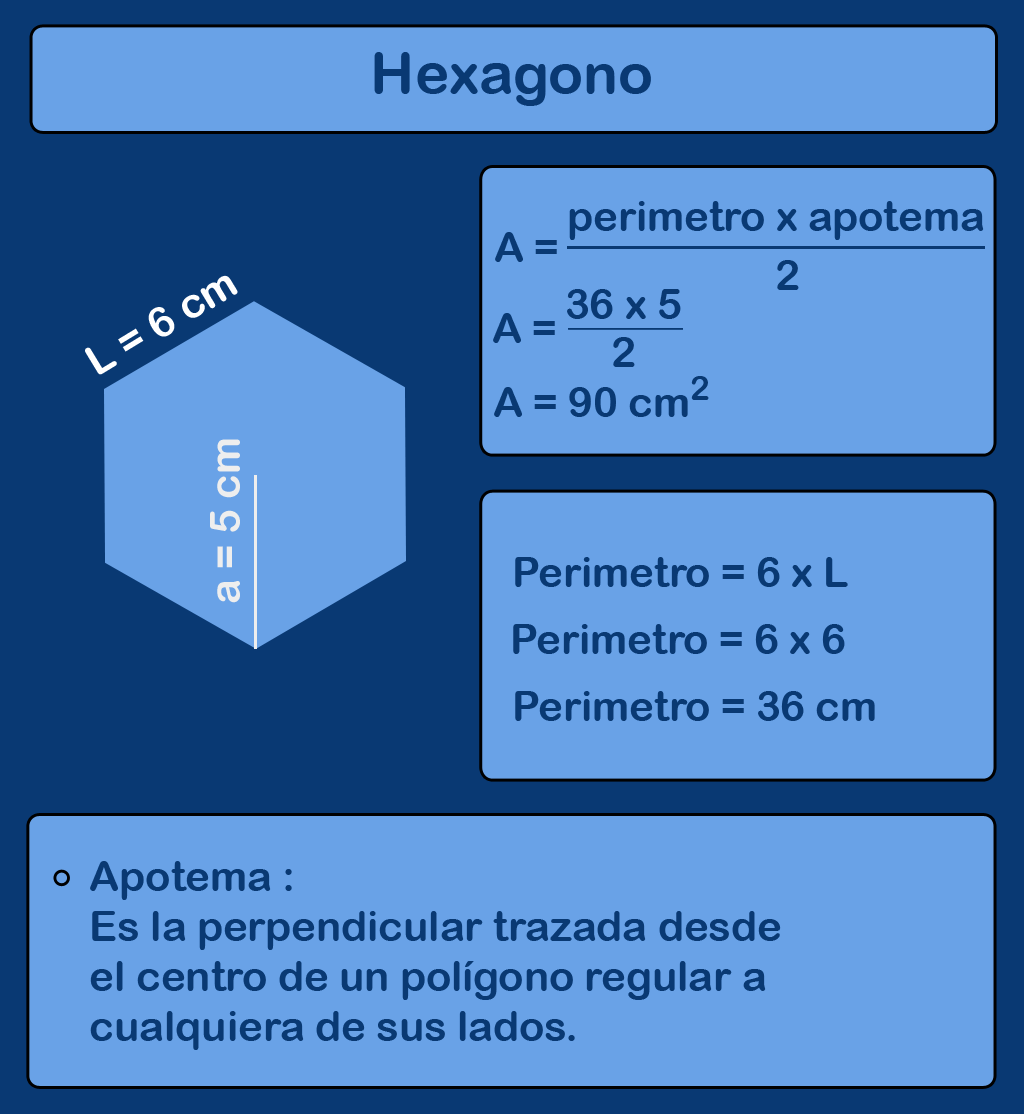 Hexagono
L = 6 cm
a = 5 cm
A = perimetro x apotema
2
A = 36 x 5
2
A = 90 cm²
Perimetro = 6 x L
Perimetro = 6 x 6
Perimetro = 36 cm
Apotema :
Es la perpendicular trazada desde
el centro de un polígono regular a
cualquiera de sus lados.